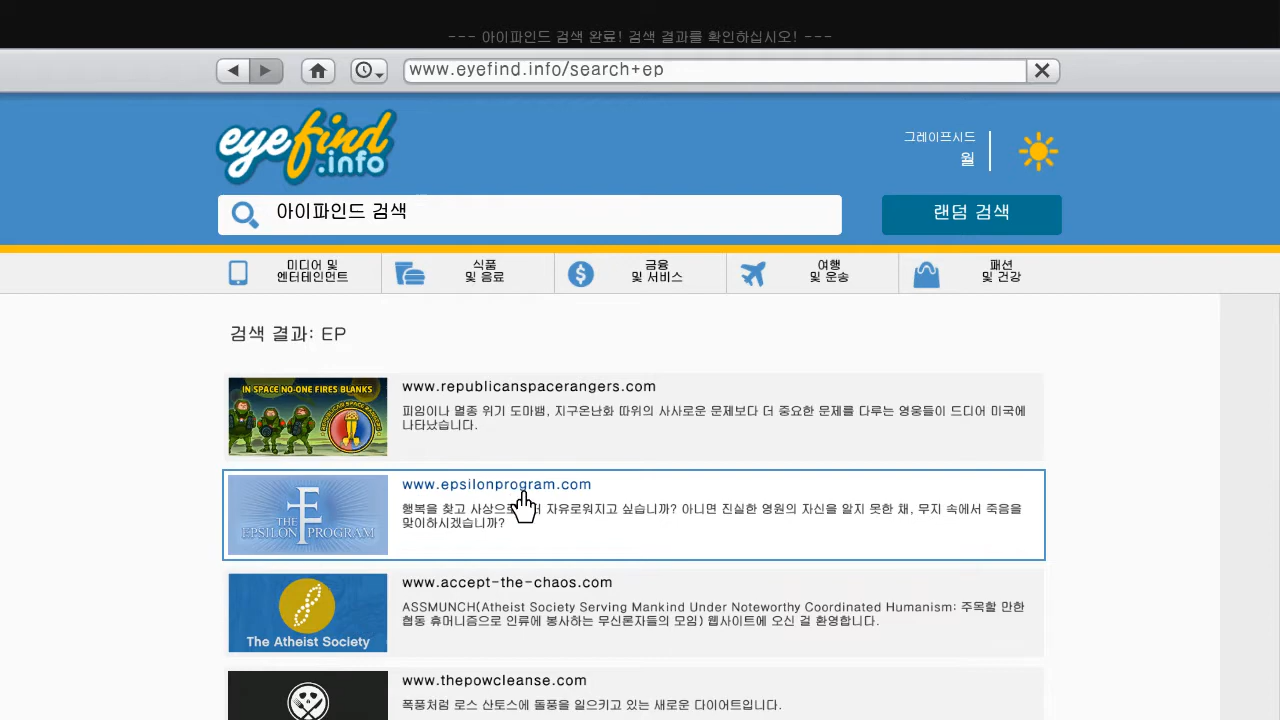 --- 아이파인드 검색 완료! 검색 결과를 확인하십시오! ---
www.eyefind.info/search+ep
eyefind
.info
그레이프시드
월
아이파인드 검색
랜덤 검색
미디어 및
엔터테인먼트
식품
및 음료
금융
및 서비스
여행
및 운송
패션
및 건강
검색 결과: EP
IN SPACE NO-ONE FIRES BLANKS
www.republicanspacerangers.com
피임이나 멸종 위기 도마뱀, 지구온난화 따위의 사사로운 문제보다 더 중요한 문제를 다루는 영웅들이 드디어 미국에
나타났습니다.
THE
EPSILON PROGRAM
www.epsilonprogram.com
행복을 찾고 사상으로 자유로워지고 싶습니까? 아니면 진실한 영원의 자신을 알지 못한 채, 무지 속에서 죽음을
맞이하시겠습니까?
The Atheist Society
www.accept-the-chaos.com
ASSMUNCH(Atheist Society Serving Mankind Under Noteworthy Coordinated Humanism: 주목할 만한
협동 휴머니즘으로 인류에 봉사하는 무신론자들의 모임) 웹사이트에 오신 걸 환영합니다.
www.thepowcleanse.com
폭풍처럼 로스 산토스에 돌풍을 일으키고 있는 새로운 다이어트입니다.